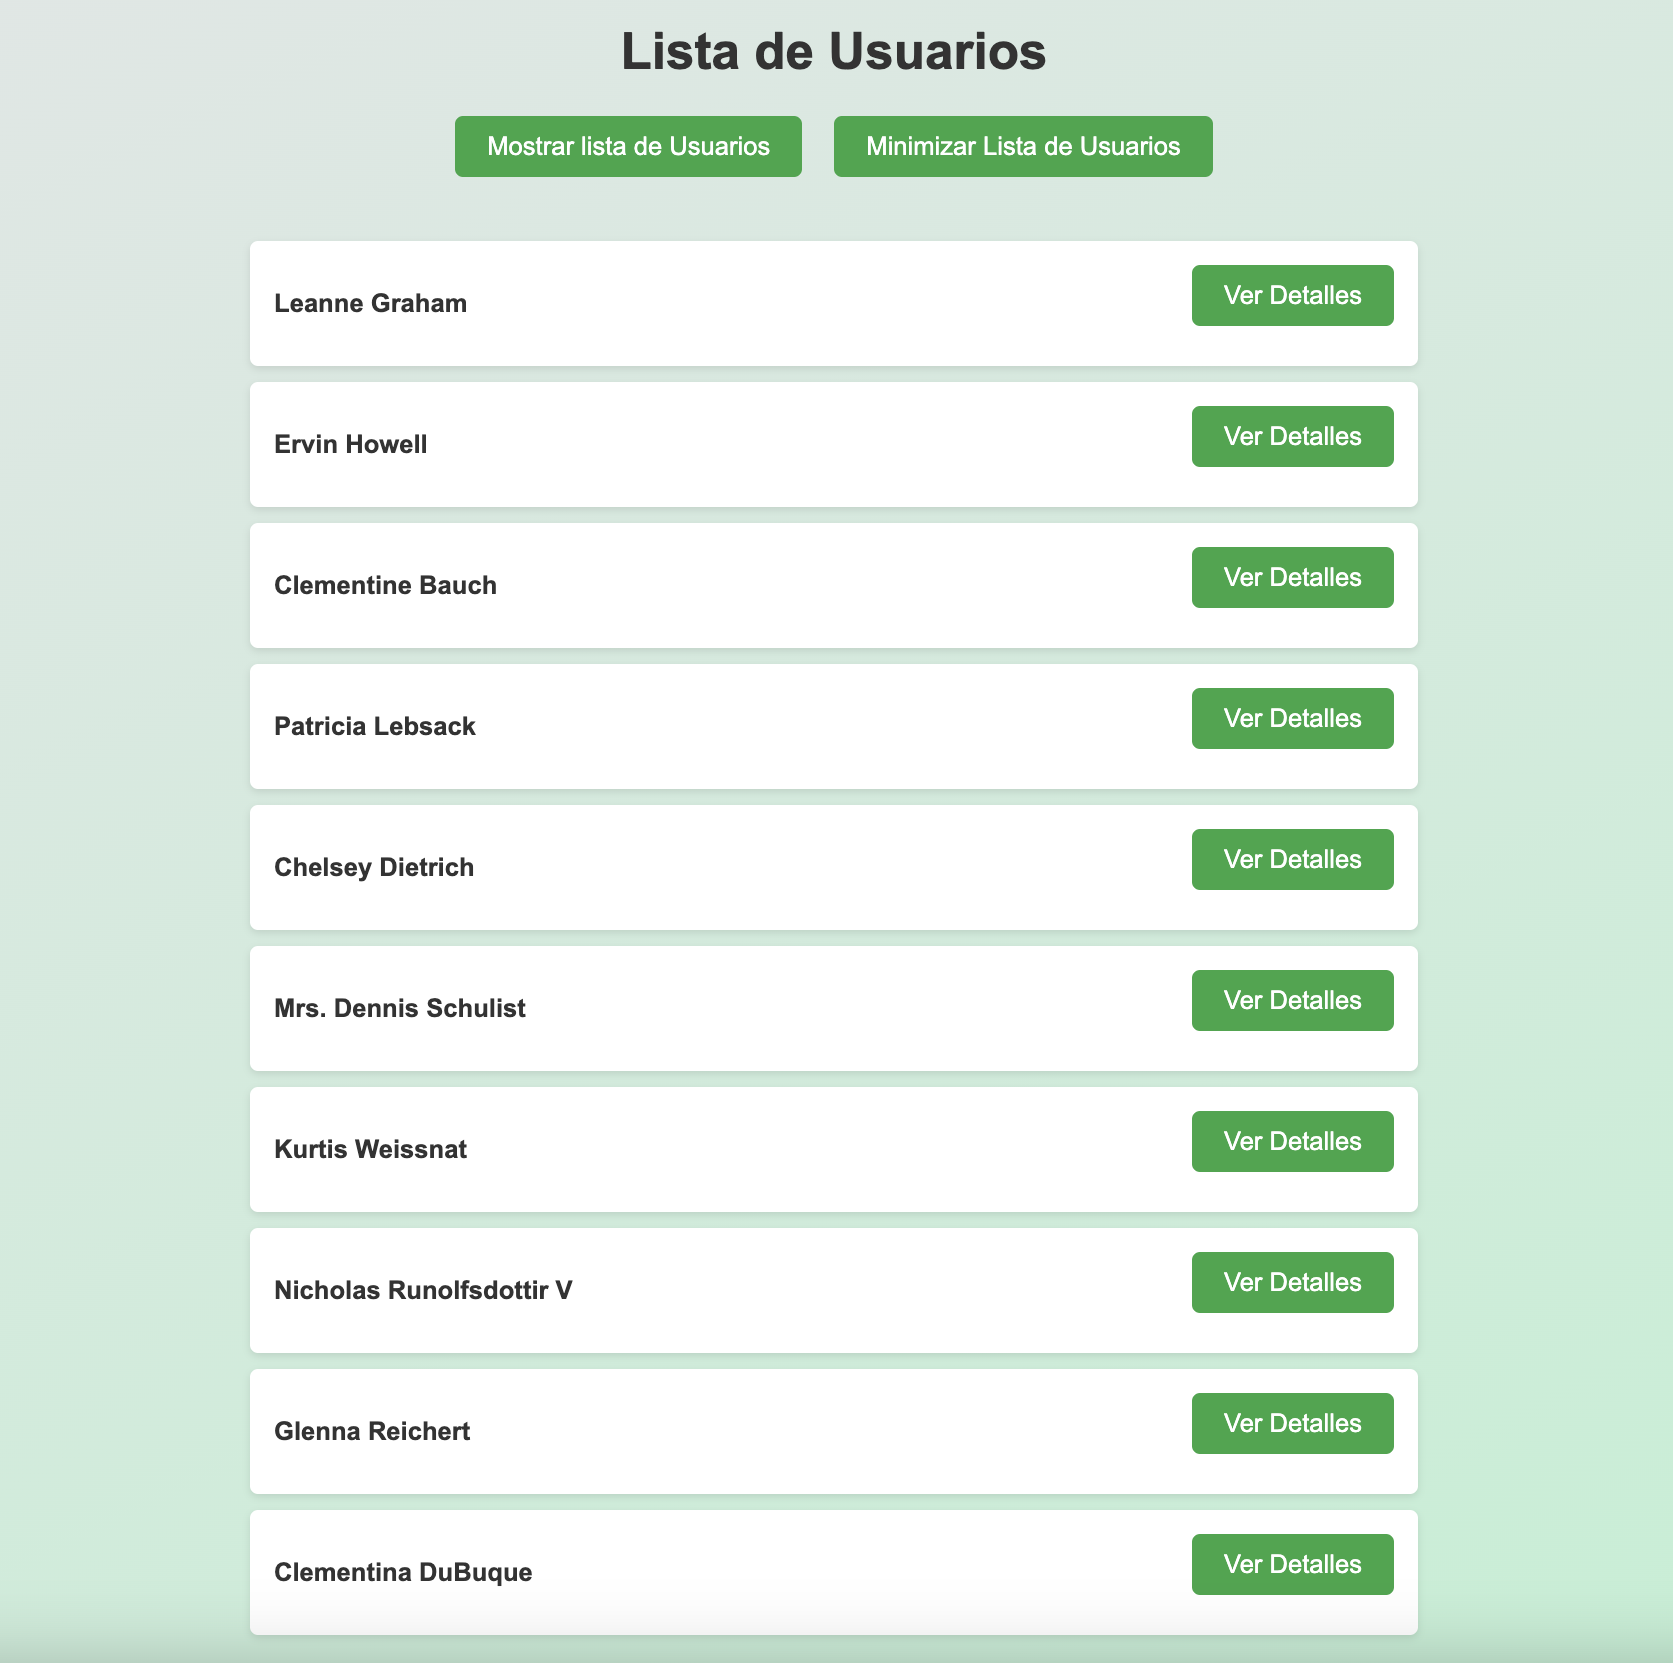 Lista de Usuarios
Mostrar lista de Usuarios Minimizar Lista de Usuarios
Leanne Graham Ver Detalles
Ervin Howell Ver Detalles
Clementine Bauch Ver Detalles
Patricia Lebsack Ver Detalles
Chelsey Dietrich Ver Detalles
Mrs. Dennis Schulist Ver Detalles
Kurtis Weissnat Ver Detalles
Nicholas Runolfsdottir V Ver Detalles
Glenna Reichert Ver Detalles
Clementina DuBuque Ver Detalles